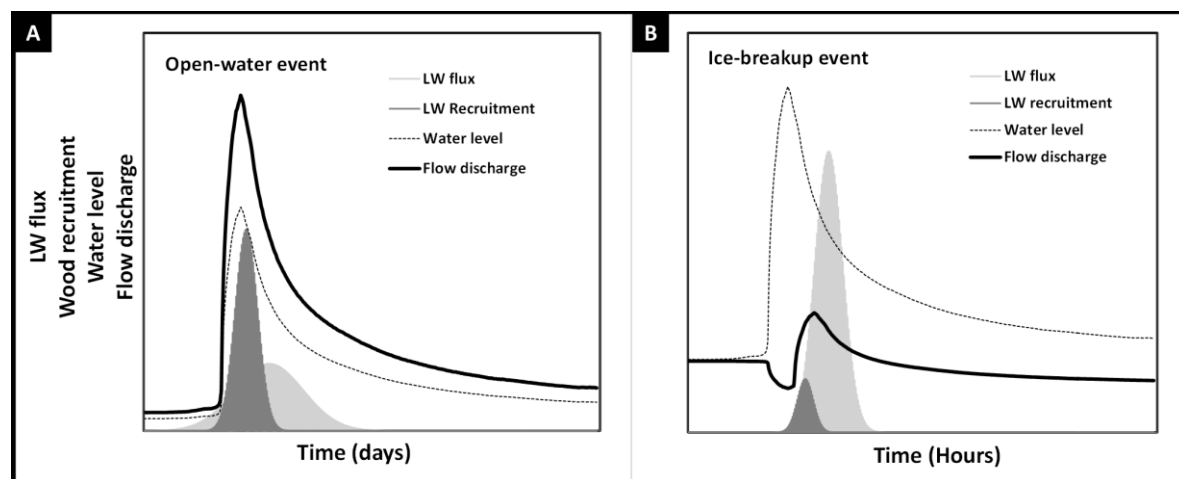 A
Open-water event
LW flux
LW Recruitment
Water level
Flow discharge
LW flux
Wood recruitment
Water level
Flow discharge
Time (days)
B
Ice-breakup event
LW flux
LW recruitment
Water level
Flow discharge
Time (Hours)